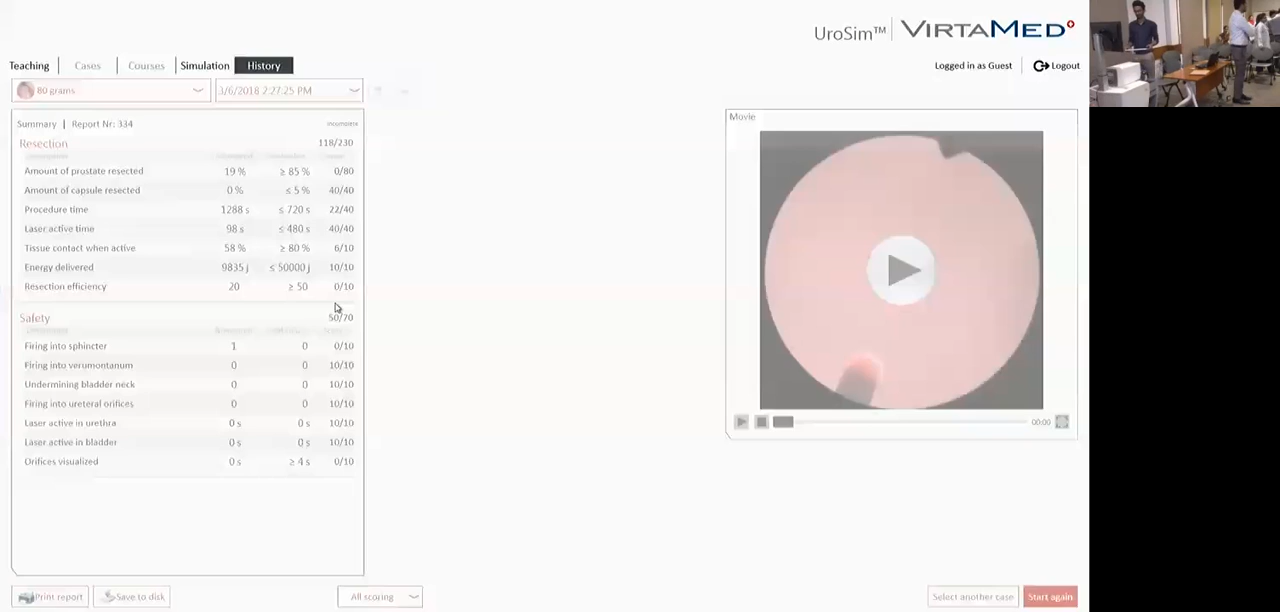 UroSim™ VIRTAMED
Teaching Cases Courses Simulation History
Logged in as Guest Logout
80 grams 3/6/2018 2:27:25 PM
Summary | Report Nr: 334 incomplete
Resection 118/230
Amount of prostate resected 19 % ≥ 85 % 0/80
Amount of capsule resected 0 % ≤ 5 % 40/40
Procedure time 1288 s ≤ 720 s 22/40
Laser active time 98 s ≤ 480 s 40/40
Tissue contact when active 58 % ≥ 80 % 6/10
Energy delivered 9835 j ≤ 50000 j 10/10
Resection efficiency 20 ≥ 50 0/10
Safety 50/70
Firing into sphincter 1 0 0/10
Firing into verumontanum 0 0 10/10
Undermining bladder neck 0 0 10/10
Firing into ureteral orifices 0 0 10/10
Laser active in urethra 0 s 0 s 10/10
Laser active in bladder 0 s 0 s 10/10
Orifices visualized 0 s ≥ 4 s 0/10
Movie
00:00
Print report Save to disk All scoring Select another case Start again